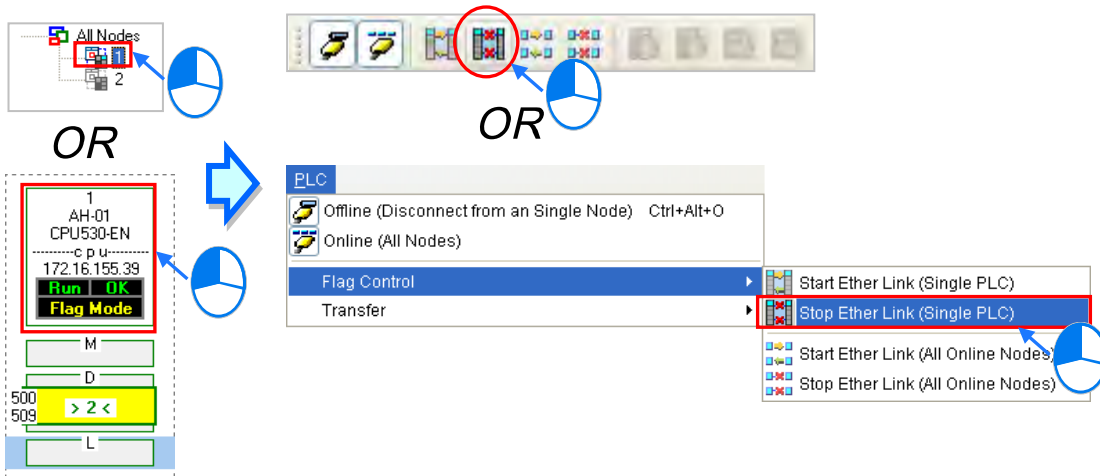 All Nodes
1
2
OR
1
AH-01
CPU530-EN
--------c p u--------
172.16.155.39
Run OK
Flag Mode
M
D
500
509
> 2 <
L
OR
PLC
Offline (Disconnect from an Single Node) Ctrl+Alt+O
Online (All Nodes)
Flag Control
Transfer
Start Ether Link (Single PLC)
Stop Ether Link (Single PLC)
Start Ether Link (All Online Nodes)
Stop Ether Link (All Online Nodes)